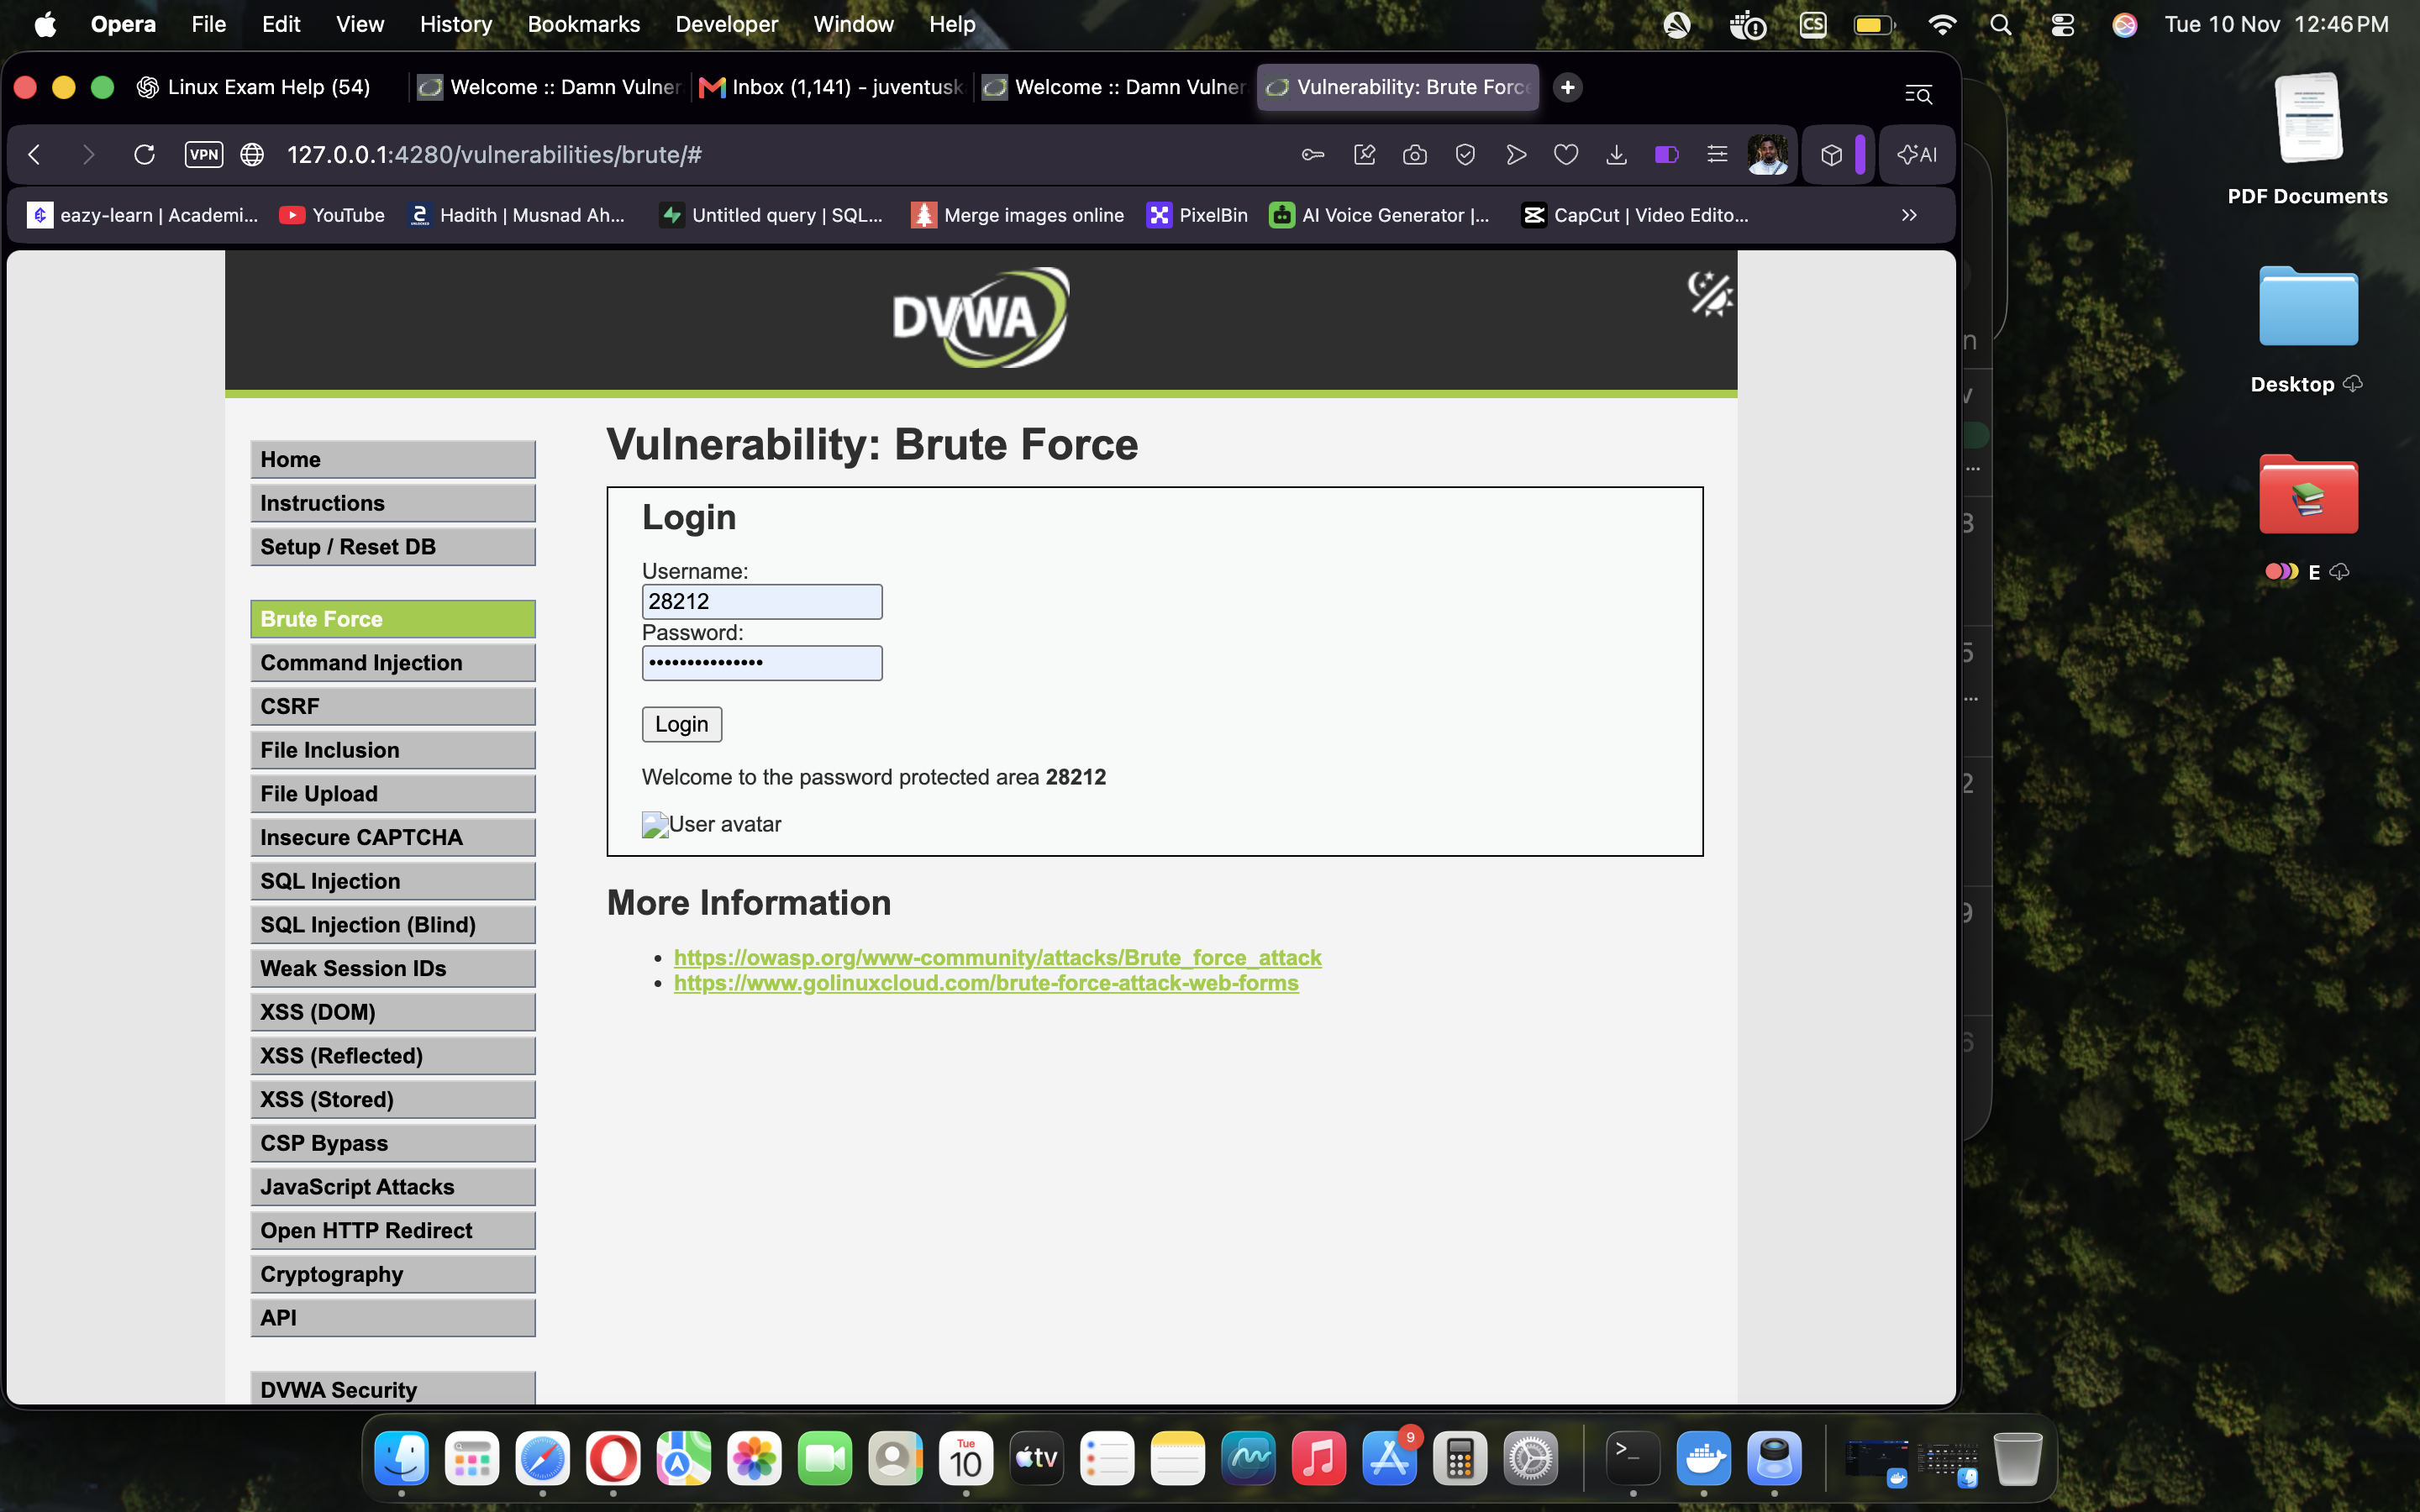 Opera File Edit View History Bookmarks Developer Window Help CS Tue 10 Nov 12:46 PM
Linux Exam Help (54) Welcome :: Damn Vulner Inbox (1,141) - juventusk Welcome :: Damn Vulner Vulnerability: Brute Force
VPN 127.0.0.1:4280/vulnerabilities/brute/# AI
eazy-learn | Academi... YouTube Hadith | Musnad Ah... Untitled query | SQL... Merge images online PixelBin AI Voice Generator |... CapCut | Video Edito...
PDF Documents
Desktop
E
DVWA
Home
Instructions
Setup / Reset DB
Brute Force
Command Injection
CSRF
File Inclusion
File Upload
Insecure CAPTCHA
SQL Injection
SQL Injection (Blind)
Weak Session IDs
XSS (DOM)
XSS (Reflected)
XSS (Stored)
CSP Bypass
JavaScript Attacks
Open HTTP Redirect
Cryptography
API
DVWA Security
Vulnerability: Brute Force
Login
Username:
28212
Password:
•••••••••••••••
Login
Welcome to the password protected area 28212
User avatar
More Information
• https://owasp.org/www-community/attacks/Brute_force_attack
• https://www.golinuxcloud.com/brute-force-attack-web-forms
Tue
10
tv
9